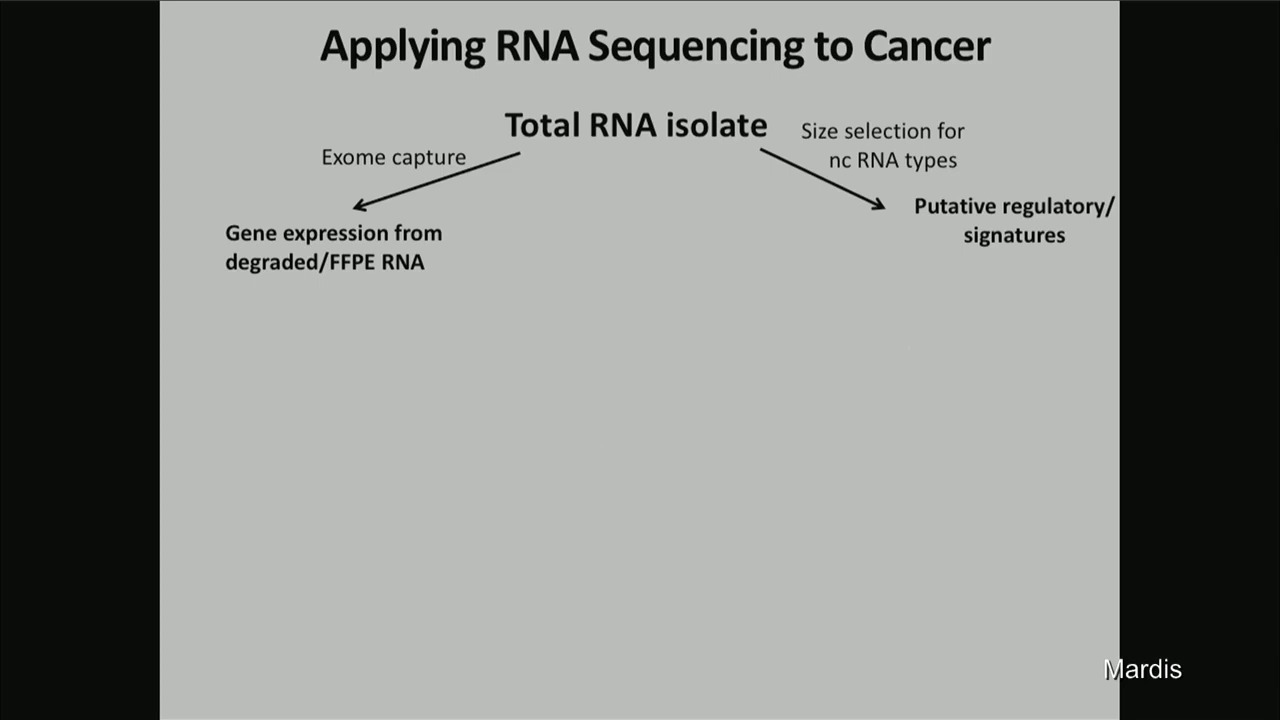 Applying RNA Sequencing to Cancer
Total RNA isolate
Exome capture
Size selection for
nc RNA types
Gene expression from
degraded/FFPE RNA
Putative regulatory/
signatures
Mardis